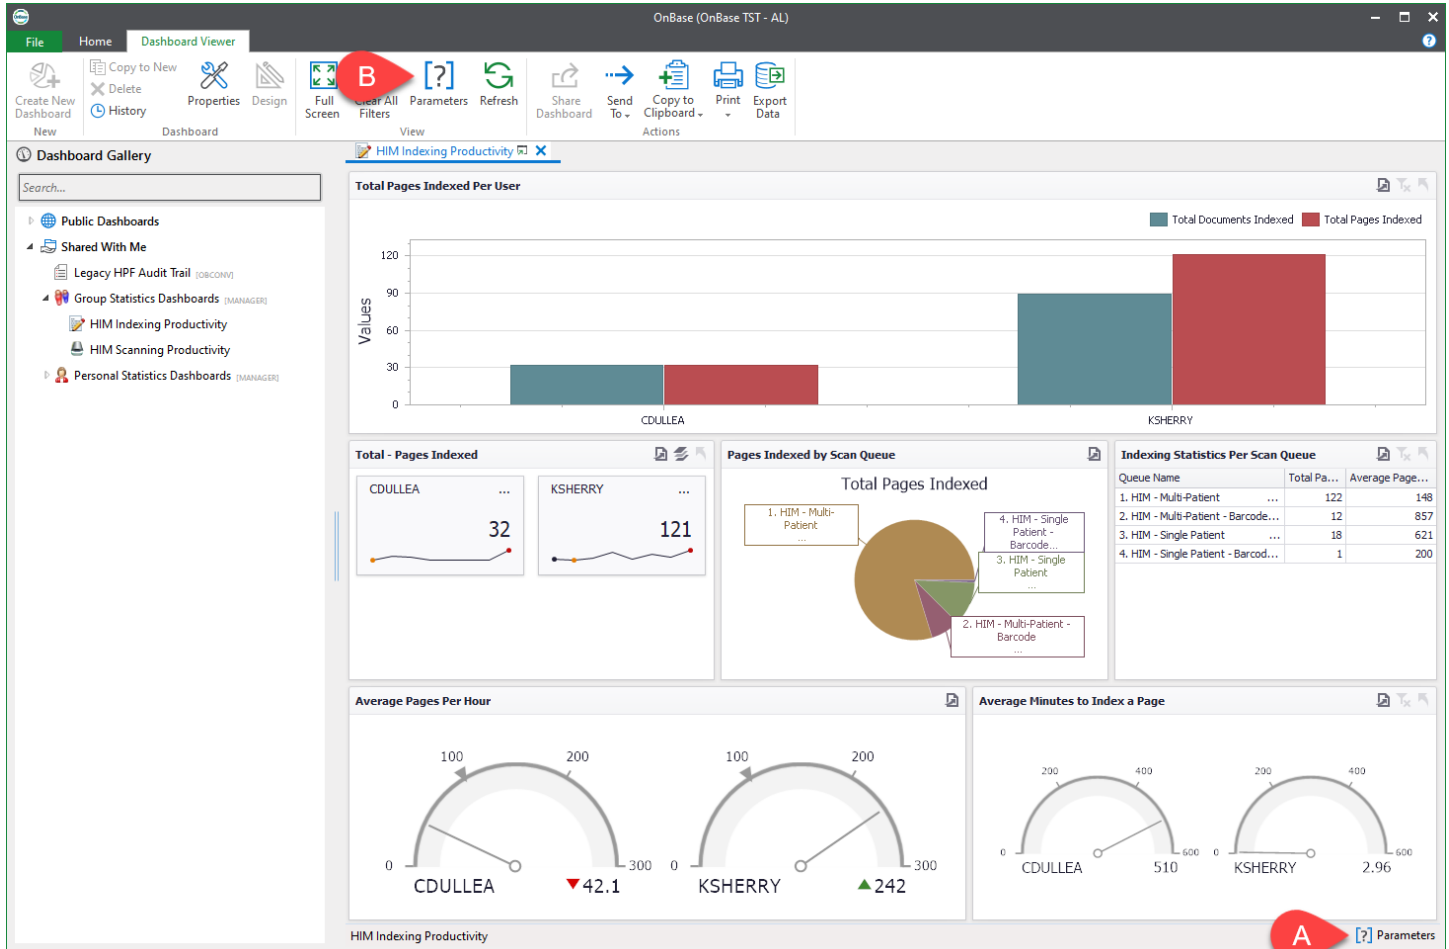 OnBase (OnBase TST - AL)
File Home Dashboard Viewer
Create New Dashboard
Copy to New
Delete
History
Properties
Design
Full Screen
Clear All Filters
B
Parameters
Refresh
Share Dashboard
Send To
Copy to Clipboard
Print
Export Data
New Dashboard View Actions
Dashboard Gallery
Search...
Public Dashboards
Shared With Me
Legacy HPF Audit Trail [OBCONV]
Group Statistics Dashboards [MANAGER]
HIM Indexing Productivity
HIM Scanning Productivity
Personal Statistics Dashboards [MANAGER]
HIM Indexing Productivity
Total Pages Indexed Per User
Total Documents Indexed Total Pages Indexed
Values
120
90
60
30
0
CDULLEA KSHERRY
Total - Pages Indexed
CDULLEA ...
32
KSHERRY ...
121
Pages Indexed by Scan Queue
Total Pages Indexed
1. HIM - Multi-
Patient
...
4. HIM - Single
Patient -
Barcode...
3. HIM - Single
Patient
...
2. HIM - Multi-Patient -
Barcode
...
Indexing Statistics Per Scan Queue
Queue Name Total Pa... Average Page...
1. HIM - Multi-Patient ... 122 148
2. HIM - Multi-Patient - Barcode... 12 857
3. HIM - Single Patient ... 18 621
4. HIM - Single Patient - Barcod... 1 200
Average Pages Per Hour
0 100 200 300
CDULLEA 42.1
0 100 200 300
KSHERRY 242
Average Minutes to Index a Page
0 200 400 600
CDULLEA 510
0 200 400 600
KSHERRY 2.96
HIM Indexing Productivity
A
[?] Parameters